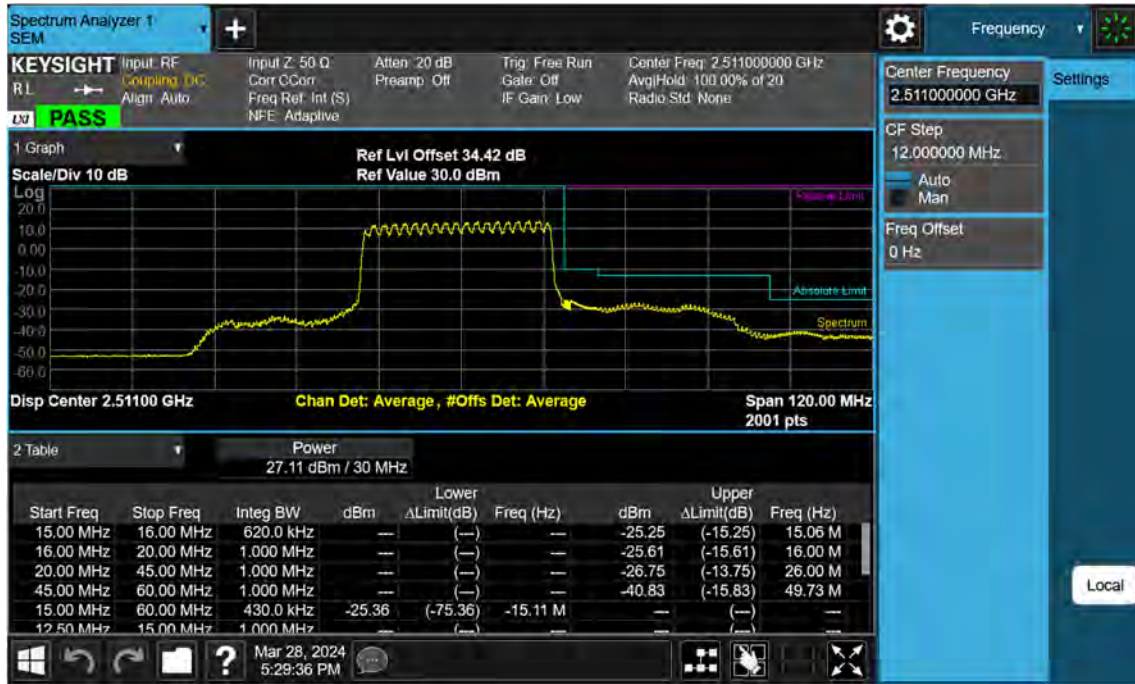 Spectrum Analyzer 1
SEM
Frequency
KEYSIGHT
R L
LXI PASS
Input: RF
Coupling: DC
Align: Auto
Input Z: 50 Ω
Corr CCorr
Freq Ref: Int (S)
NFE: Adaptive
Atten: 20 dB
Preamp: Off
Trig: Free Run
Gate: Off
IF Gain: Low
Center Freq: 2.511000000 GHz
Avg|Hold: 100.00% of 20
Radio Std: None
Center Frequency
2.511000000 GHz
Settings
CF Step
12.000000 MHz
Auto
Man
Freq Offset
0 Hz
Local
1 Graph
Scale/Div 10 dB
Ref Lvl Offset 34.42 dB
Ref Value 30.0 dBm
Log
20.0
10.0
0.00
-10.0
-20.0
-30.0
-40.0
-50.0
-60.0
Relative Limit
Absolute Limit
Spectrum
Disp Center 2.51100 GHz
Chan Det: Average , #Offs Det: Average
Span 120.00 MHz
2001 pts
2 Table
Power
27.11 dBm / 30 MHz
Lower Upper
Start Freq Stop Freq Integ BW dBm ΔLimit(dB) Freq (Hz) dBm ΔLimit(dB) Freq (Hz)
15.00 MHz 16.00 MHz 620.0 kHz --- (---) --- -25.25 (-15.25) 15.06 M
16.00 MHz 20.00 MHz 1.000 MHz --- (---) --- -25.61 (-15.61) 16.00 M
20.00 MHz 45.00 MHz 1.000 MHz --- (---) --- -26.75 (-13.75) 26.00 M
45.00 MHz 60.00 MHz 1.000 MHz --- (---) --- -40.83 (-15.83) 49.73 M
15.00 MHz 60.00 MHz 430.0 kHz -25.36 (-75.36) -15.11 M --- (---) ---
12.50 MHz 15.00 MHz 1.000 MHz --- (---) --- --- (---) ---
?
Mar 28, 2024
5:29:36 PM